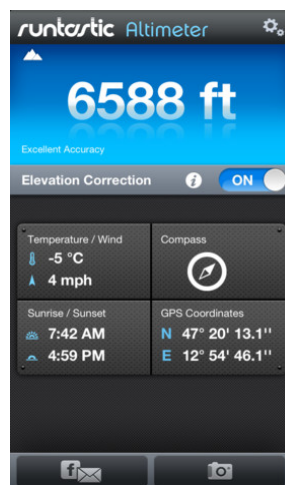 runtastic Altimeter
6588 ft
Excellent Accuracy
Elevation Correction i ON
Temperature / Wind
-5 °C
4 mph
Compass
Sunrise / Sunset
7:42 AM
4:59 PM
GPS Coordinates
N 47° 20' 13.1''
E 12° 54' 46.1''
f